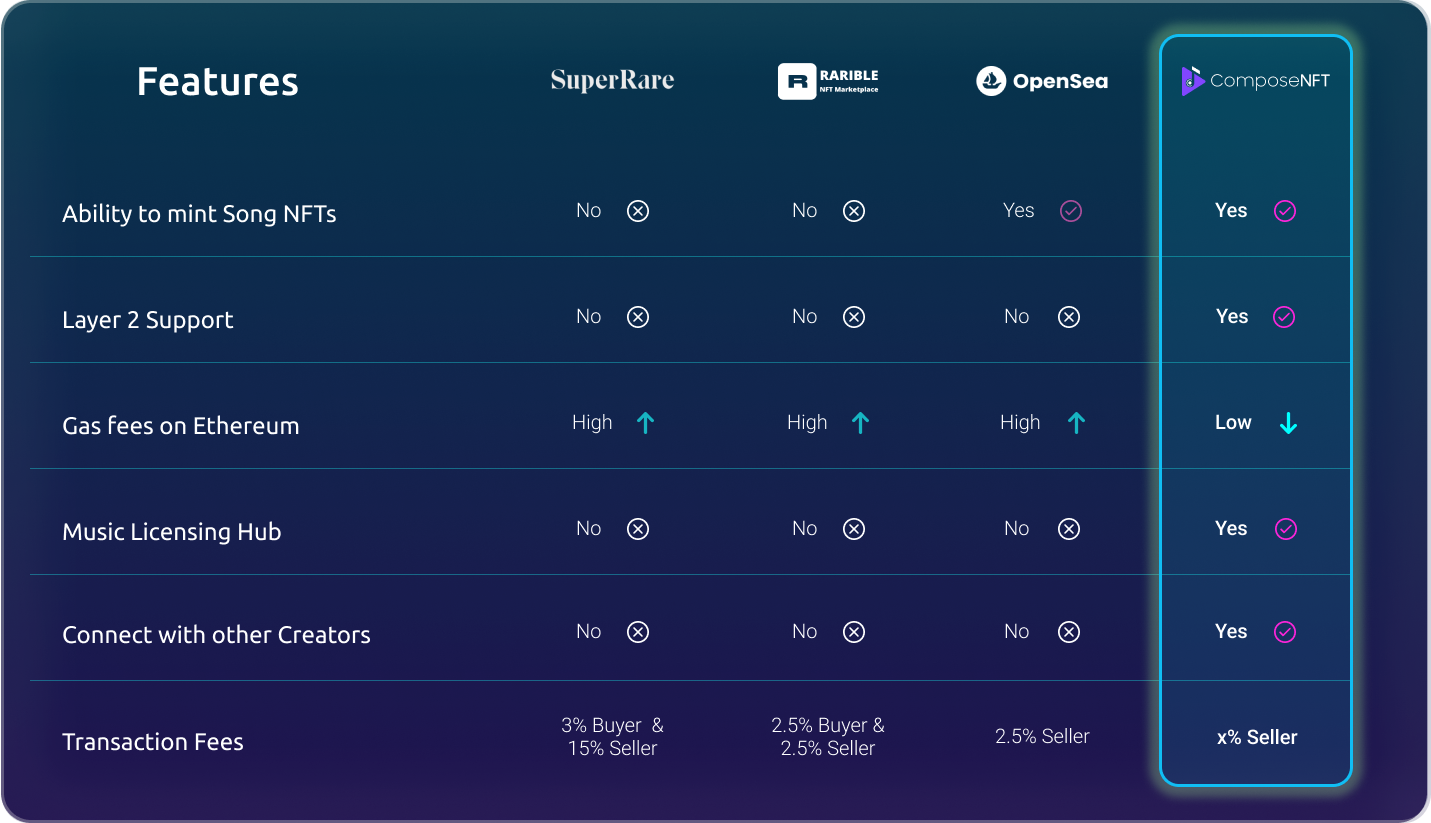 Features SuperRare R RARIBLE NFT Marketplace OpenSea ComposeNFT
Ability to mint Song NFTs No No Yes Yes
Layer 2 Support No No No Yes
Gas fees on Ethereum High High High Low
Music Licensing Hub No No No Yes
Connect with other Creators No No No Yes
Transaction Fees 3% Buyer & 15% Seller 2.5% Buyer & 2.5% Seller 2.5% Seller x% Seller